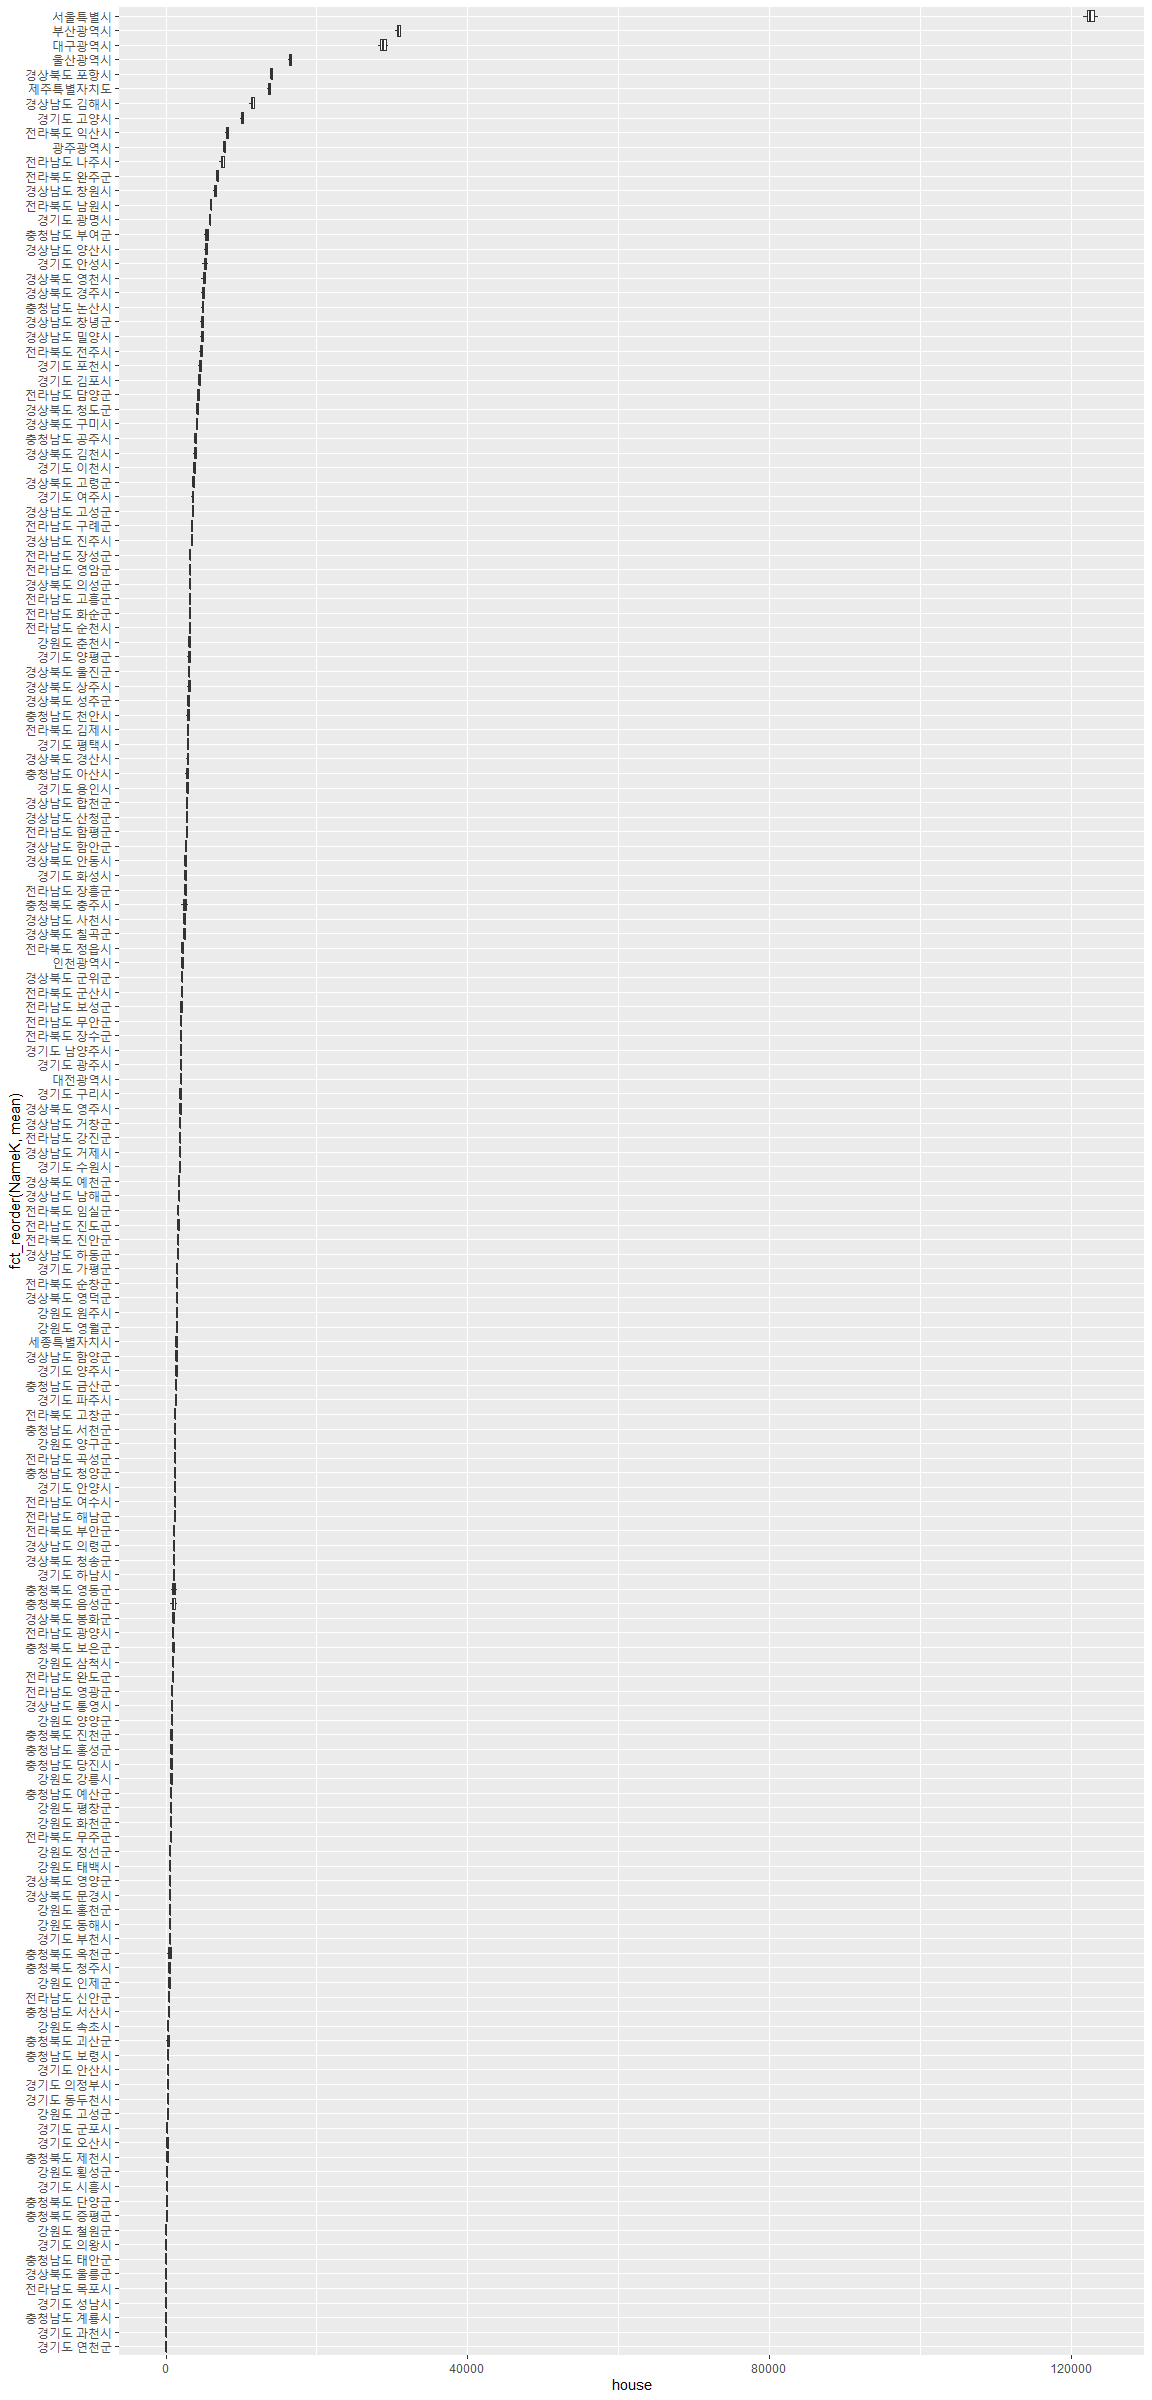 서울특별시
부산광역시
대구광역시
울산광역시
경상북도 포항시
제주특별자치도
경상남도 김해시
경기도 고양시
전라북도 익산시
광주광역시
전라남도 나주시
전라북도 완주군
경상남도 창원시
전라북도 남원시
경기도 광명시
충청남도 부여군
경상남도 양산시
경기도 안성시
경상북도 영천시
경상북도 경주시
충청남도 논산시
경상남도 창녕군
경상남도 밀양시
전라북도 전주시
경기도 포천시
경기도 김포시
전라남도 담양군
경상북도 청도군
경상북도 구미시
충청남도 공주시
경상북도 김천시
경기도 이천시
경상북도 고령군
경기도 여주시
경상남도 고성군
전라남도 구례군
경상남도 진주시
전라남도 장성군
전라남도 영암군
경상북도 의성군
전라남도 고흥군
전라남도 화순군
전라남도 순천시
강원도 춘천시
경기도 양평군
경상북도 울진군
경상북도 상주시
경상북도 성주군
충청남도 천안시
전라북도 김제시
경기도 평택시
경상북도 경산시
충청남도 아산시
경기도 용인시
경상남도 합천군
경상남도 산청군
전라남도 함평군
경상남도 함안군
경상북도 안동시
경기도 화성시
전라남도 장흥군
충청북도 충주시
경상남도 사천시
경상북도 칠곡군
전라북도 정읍시
인천광역시
경상북도 군위군
전라북도 군산시
전라남도 보성군
전라남도 무안군
전라북도 장수군
경기도 남양주시
경기도 광주시
대전광역시
경기도 구리시
경상북도 영주시
경상남도 거창군
전라남도 강진군
경상남도 거제시
경기도 수원시
경상북도 예천군
경상남도 남해군
전라북도 임실군
전라남도 진도군
전라북도 진안군
경상남도 하동군
경기도 가평군
전라북도 순창군
경상북도 영덕군
강원도 원주시
강원도 영월군
세종특별자치시
경상남도 함양군
경기도 양주시
충청남도 금산군
경기도 파주시
전라북도 고창군
충청남도 서천군
강원도 양구군
전라남도 곡성군
충청남도 청양군
경기도 안양시
전라남도 여수시
전라남도 해남군
전라북도 부안군
경상남도 의령군
경상북도 청송군
경기도 하남시
충청북도 영동군
충청북도 음성군
경상북도 봉화군
전라남도 광양시
충청북도 보은군
강원도 삼척시
전라남도 완도군
전라남도 영광군
경상남도 통영시
강원도 양양군
충청북도 진천군
충청남도 홍성군
충청남도 당진시
강원도 강릉시
충청남도 예산군
강원도 평창군
강원도 화천군
전라북도 무주군
강원도 정선군
강원도 태백시
경상북도 영양군
경상북도 문경시
강원도 홍천군
강원도 동해시
경기도 부천시
충청북도 옥천군
충청북도 청주시
강원도 인제군
전라남도 신안군
충청남도 서산시
강원도 속초시
충청북도 괴산군
충청남도 보령시
경기도 안산시
경기도 의정부시
경기도 동두천시
강원도 고성군
경기도 군포시
경기도 오산시
충청북도 제천시
강원도 횡성군
경기도 시흥시
충청북도 단양군
충청북도 증평군
강원도 철원군
경기도 의왕시
충청남도 태안군
경상북도 울릉군
전라남도 목포시
경기도 성남시
충청남도 계룡시
경기도 과천시
경기도 연천군
fct_reorder(NameK, mean)
0 40000 80000 120000
house